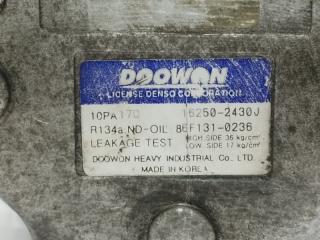 DOOWON
LICENSE DENSO CORPORATION
10PA17C 16250-2430J
R134a ND-OIL 8EF131-0236
LEAKAGE TEST HIGH SIDE 36 kg/cm²
LOW SIDE 17 kg/cm²
DOOWON HEAVY INDUSTRIAL Co., LTD.
MADE IN KOREA